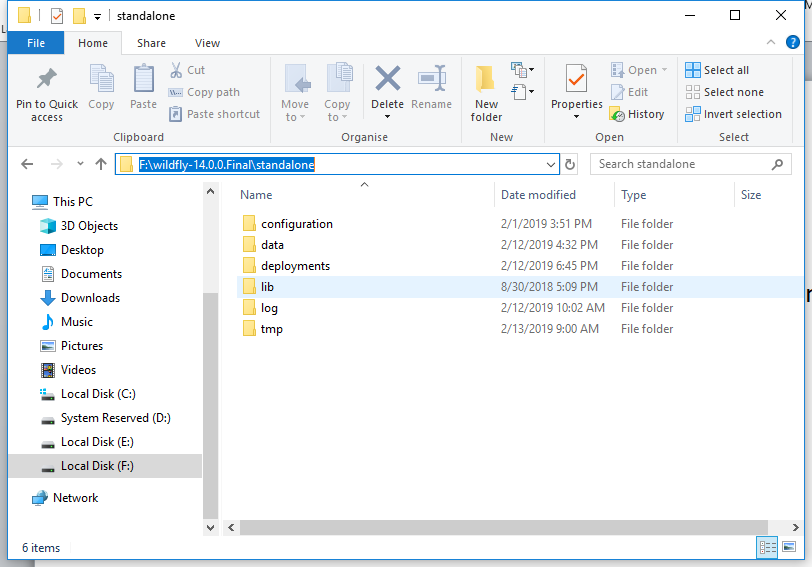 standalone
File Home Share View
Pin to Quick access
Copy
Paste
Cut
Copy path
Paste shortcut
Clipboard
Move to
Copy to
Delete
Rename
Organise
New folder
New
Properties
Open
Edit
History
Open
Select all
Select none
Invert selection
Select
F:\wildfly-14.0.0.Final\standalone
Search standalone
This PC
3D Objects
Desktop
Documents
Downloads
Music
Pictures
Videos
Local Disk (C:)
System Reserved (D:)
Local Disk (E:)
Local Disk (F:)
Network
Name Date modified Type Size
configuration 2/1/2019 3:51 PM File folder
data 2/12/2019 4:32 PM File folder
deployments 2/12/2019 6:45 PM File folder
lib 8/30/2018 5:09 PM File folder
log 2/12/2019 10:02 AM File folder
tmp 2/13/2019 9:00 AM File folder
6 items